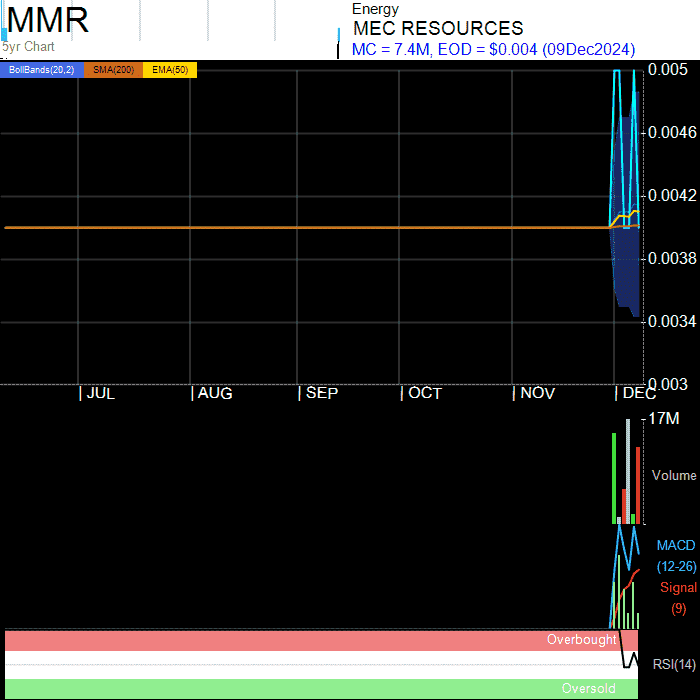 MMR
5yr Chart
Energy
MEC RESOURCES
MC = 7.4M, EOD = $0.004 (09Dec2024)
BollBands(20,2) SMA(200) EMA(50)
0.005
0.0046
0.0042
0.0038
0.0034
0.003
| JUL | AUG | SEP | OCT | NOV | DEC
17M
Volume
MACD
(12-26)
Signal
(9)
Overbought
RSI(14)
Oversold